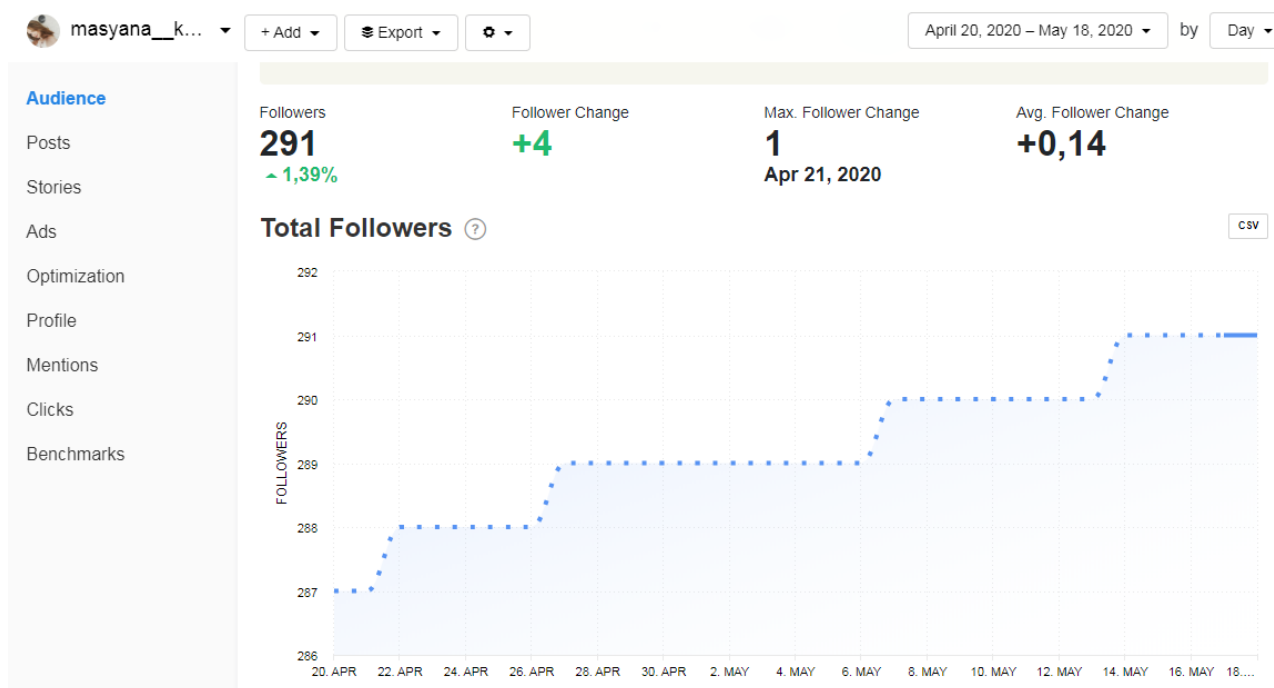 masyana__k...
+ Add
Export
April 20, 2020 – May 18, 2020
by
Day
Audience
Posts
Stories
Ads
Optimization
Profile
Mentions
Clicks
Benchmarks
Followers
291
1,39%
Follower Change
+4
Max. Follower Change
1
Apr 21, 2020
Avg. Follower Change
+0,14
Total Followers ?
CSV
FOLLOWERS
292
291
290
289
288
287
286
20. APR 22. APR 24. APR 26. APR 28. APR 30. APR 2. MAY 4. MAY 6. MAY 8. MAY 10. MAY 12. MAY 14. MAY 16. MAY 18....